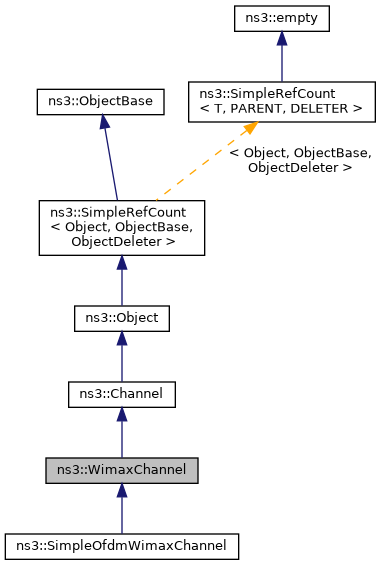 ns3::empty
ns3::ObjectBase
ns3::SimpleRefCount
< T, PARENT, DELETER >
< Object, ObjectBase,
ObjectDeleter >
ns3::SimpleRefCount
< Object, ObjectBase,
ObjectDeleter >
ns3::Object
ns3::Channel
ns3::WimaxChannel
ns3::SimpleOfdmWimaxChannel